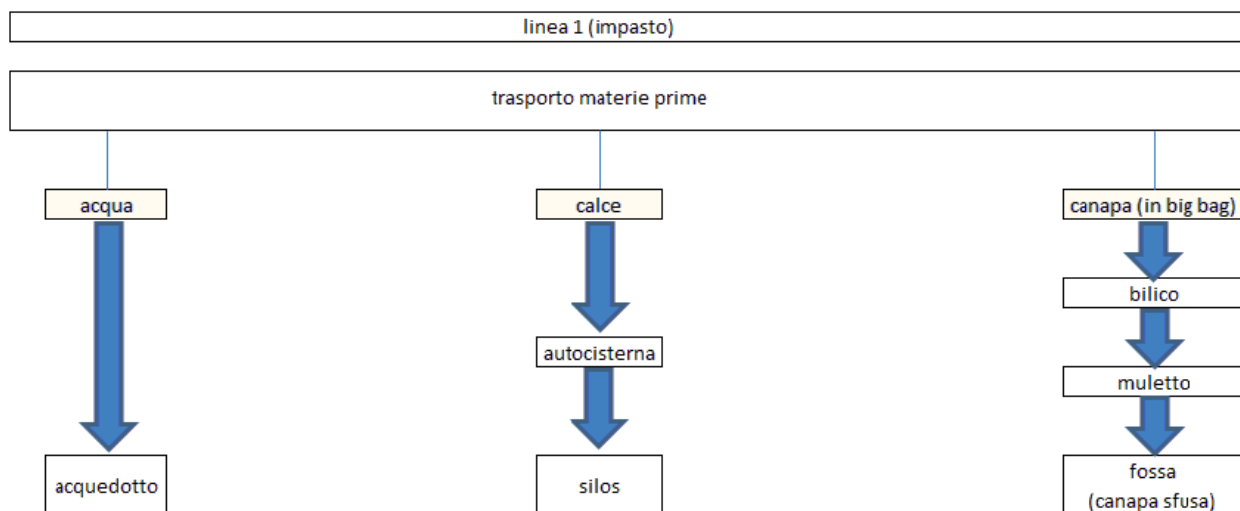 linea 1 (impasto)
trasporto materie prime
acqua
calce
canapa (in big bag)
bilico
autocisterna
muletto
acquedotto
silos
fossa
(canapa sfusa)